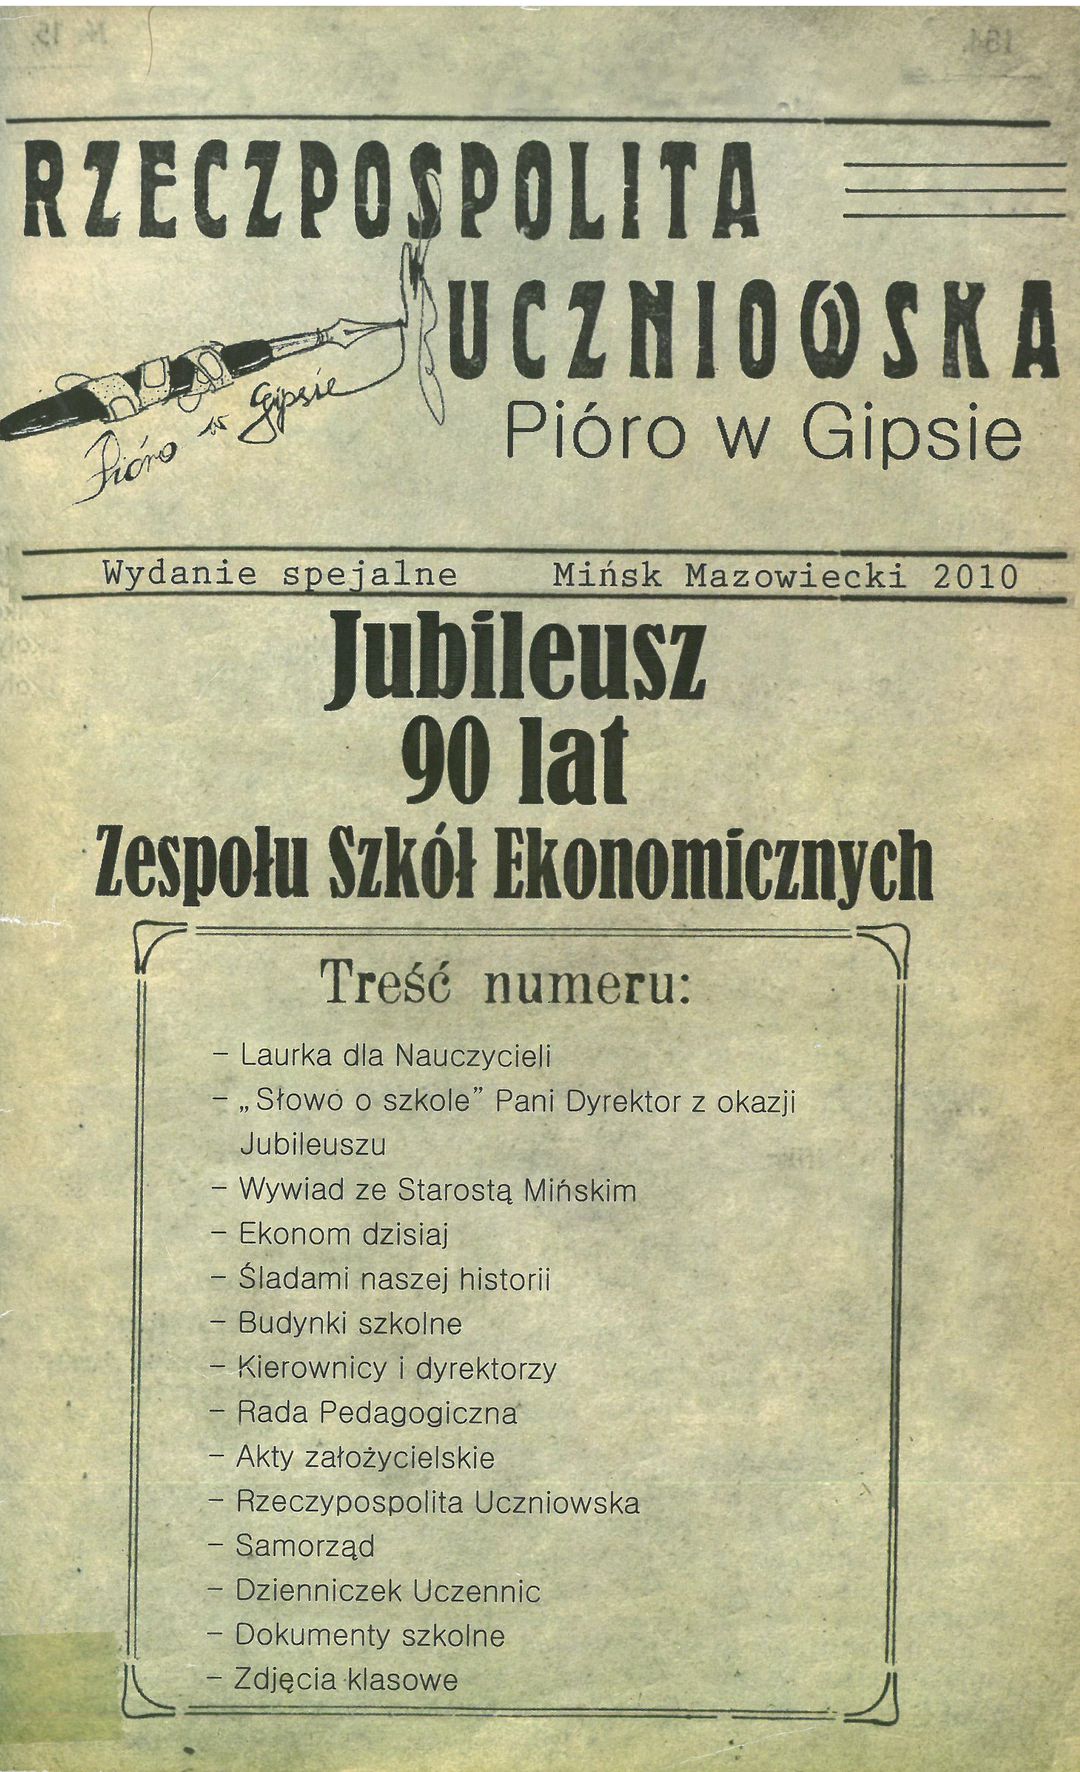 RZECZPOSPOLITA
UCZNIOWSKA
Pióro w Gipsie
Pióro w Gipsie
Wydanie spejalne Mińsk Mazowiecki 2010
Jubileusz
90 lat
Zespołu Szkół Ekonomicznych
Treść numeru:
- Laurka dla Nauczycieli
- „Słowo o szkole” Pani Dyrektor z okazji
Jubileuszu
- Wywiad ze Starostą Mińskim
- Ekonom dzisiaj
- Śladami naszej historii
- Budynki szkolne
- Kierownicy i dyrektorzy
- Rada Pedagogiczna
- Akty założycielskie
- Rzeczypospolita Uczniowska
- Samorząd
- Dzienniczek Uczennic
- Dokumenty szkolne
- Zdjęcia klasowe